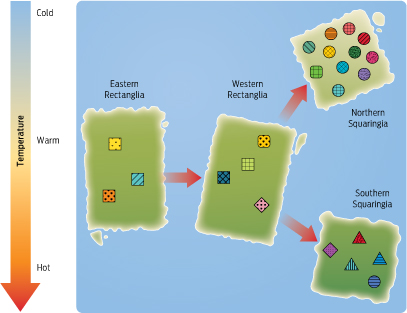 Cold
Warm
Hot
Temperature
Eastern
Rectanglia
Western
Rectanglia
Northern
Squaringia
Southern
Squaringia